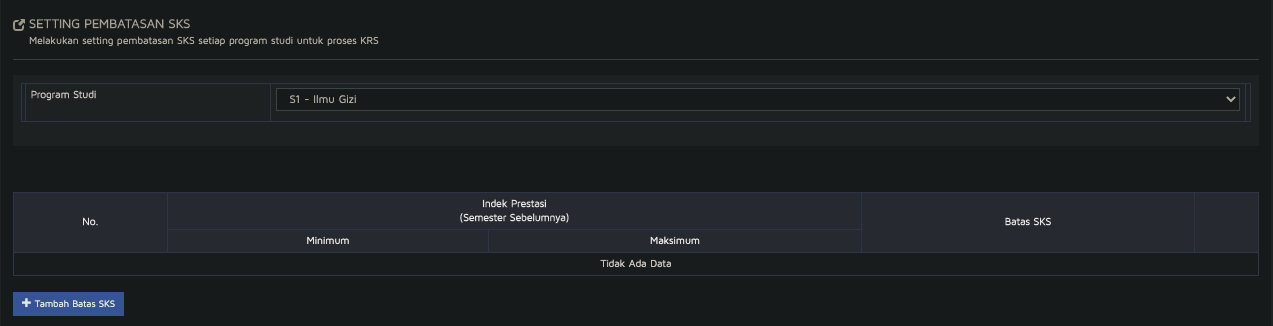 SETTING PEMBATASAN SKS
Melakukan setting pembatasan SKS setiap program studi untuk proses KRS
Program Studi
S1 - Ilmu Gizi
No.
Indek Prestasi
(Semester Sebelumnya)
Batas SKS
Minimum
Maksimum
Tidak Ada Data
Tambah Batas SKS